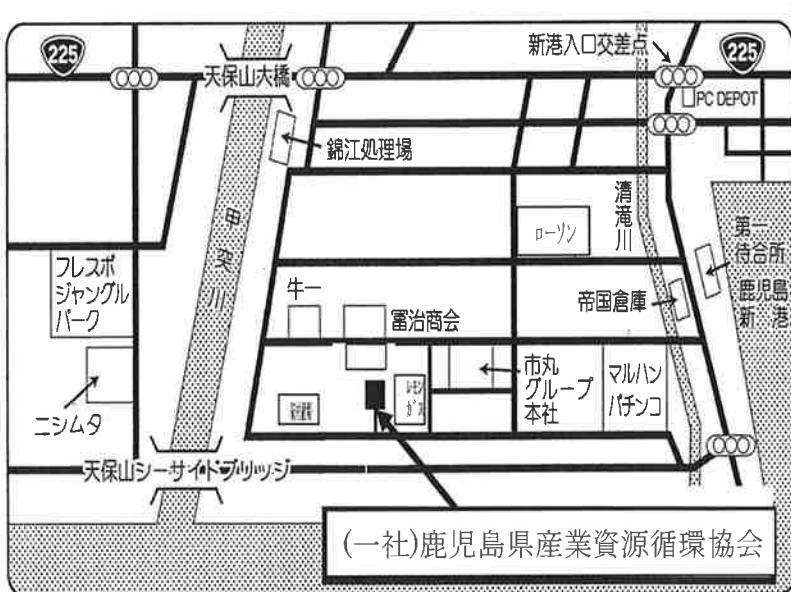 225
新港入口交差点
225
天保山大橋
PC DEPOT
錦江処理場
清滝川
甲突川
ローソン
第一
待合所
フレスポ
ジャングル
パーク
牛一
冨治商会
帝国倉庫
鹿児島
新港
市丸
グループ
本社
マルハン
パチンコ
レモン
ガス
ニシムタ
天保山シーサイドブリッジ
(一社)鹿児島県産業資源循環協会